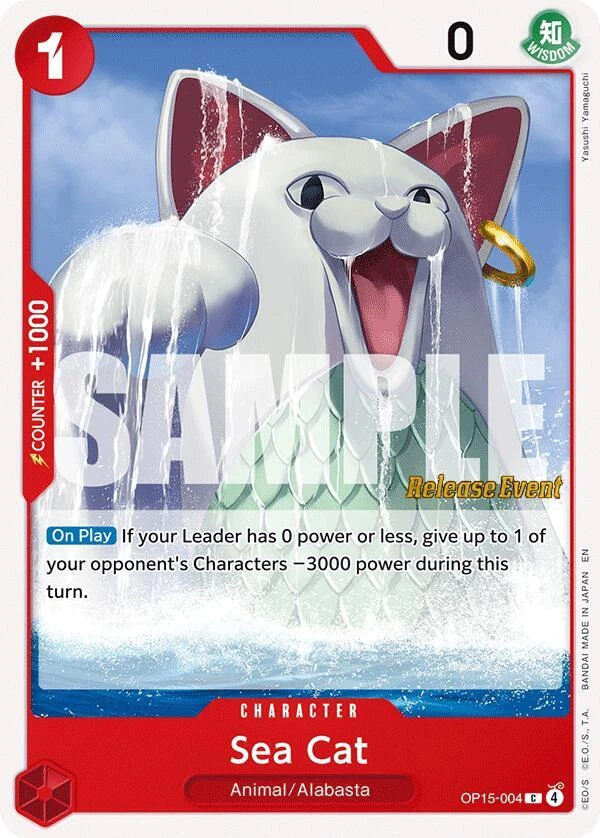 1
0
知
WISDOM
Yasushi Yamaguchi
COUNTER +1000
SAMPLE
Release Event
On Play If your Leader has 0 power or less, give up to 1 of
your opponent's Characters −3000 power during this
turn.
CHARACTER
Sea Cat
Animal/Alabasta
OP15-004 C 4
©EO/S ©E.O./S., T.A. BANDAI MADE IN JAPAN EN